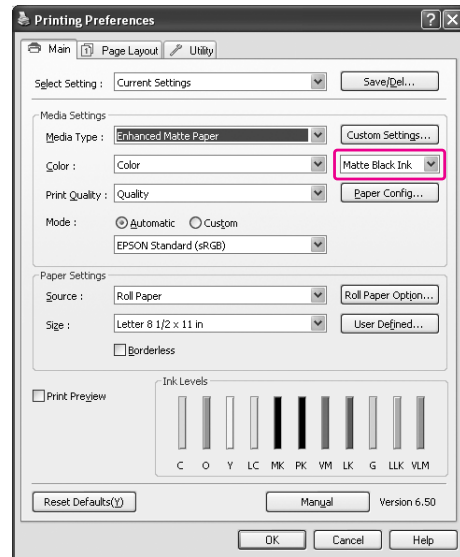 Printing Preferences
Main Page Layout Utility
Select Setting : Current Settings Save/Del...
Media Settings
Media Type : Enhanced Matte Paper Custom Settings...
Color : Color Matte Black Ink
Print Quality : Quality Paper Config...
Mode : Automatic Custom
EPSON Standard (sRGB)
Paper Settings
Source : Roll Paper Roll Paper Option...
Size : Letter 8 1/2 x 11 in User Defined...
Borderless
Print Preview
Ink Levels
C O Y LC MK PK VM LK G LLK VLM
Reset Defaults(Y) Manual Version 6.50
OK Cancel Help